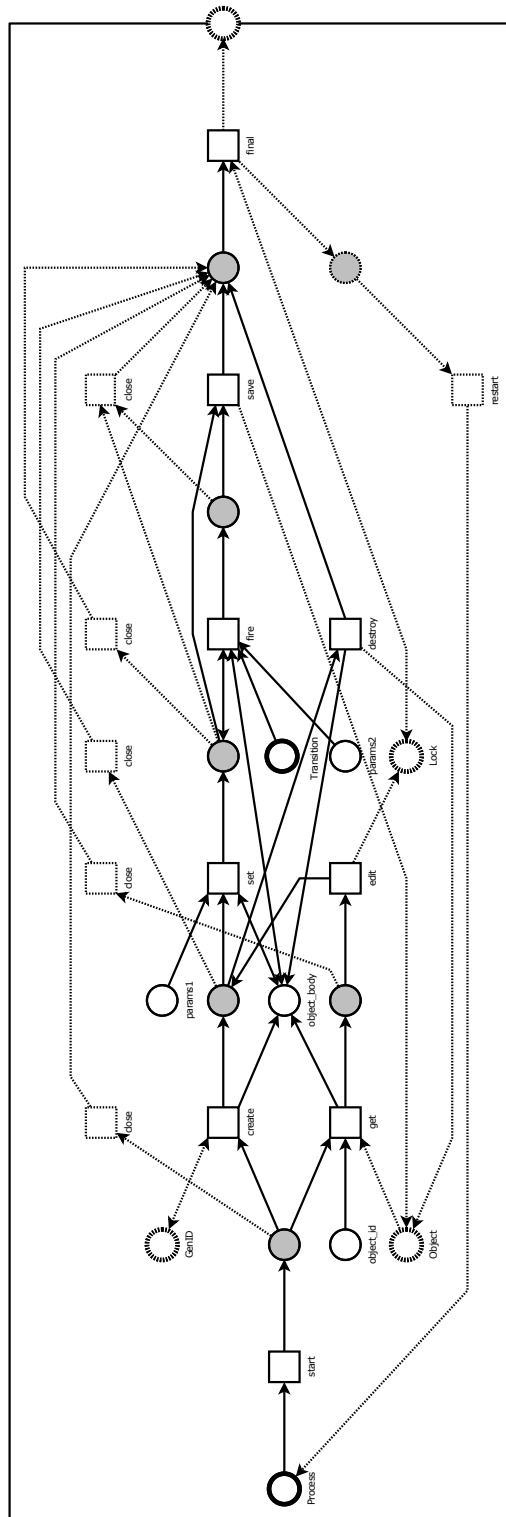 final
close
save
restart
close
fire
destroy
close
Transition
params2
Lock
close
set
edit
params1
object_body
close
create
get
GenID
object_id
Object
start
Process